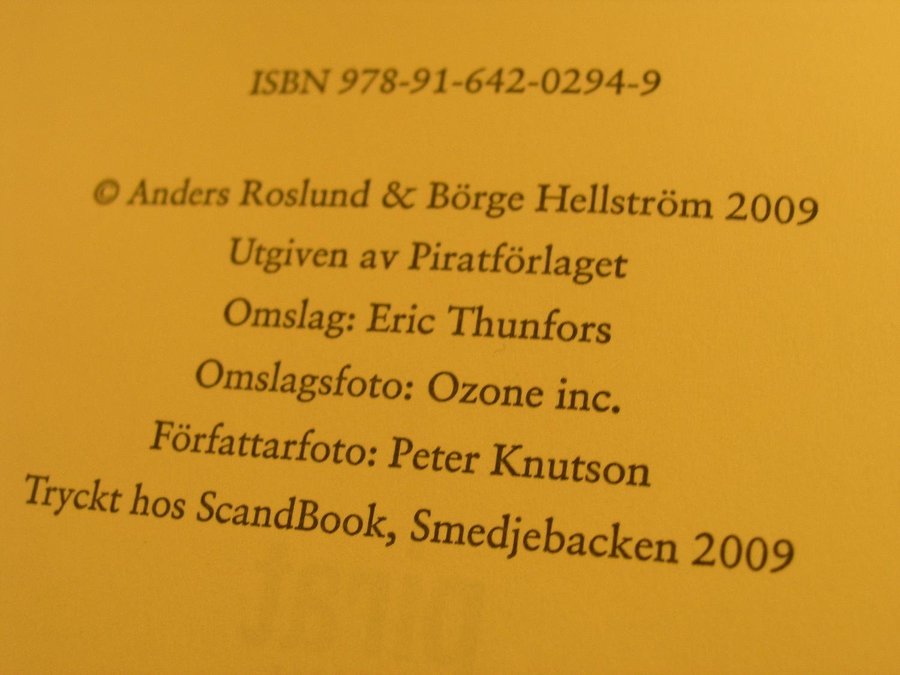 ISBN 978-91-642-0294-9
© Anders Roslund & Börge Hellström 2009
Utgiven av Piratförlaget
Omslag: Eric Thunfors
Omslagsfoto: Ozone inc.
Författarfoto: Peter Knutson
Tryckt hos ScandBook, Smedjebacken 2009